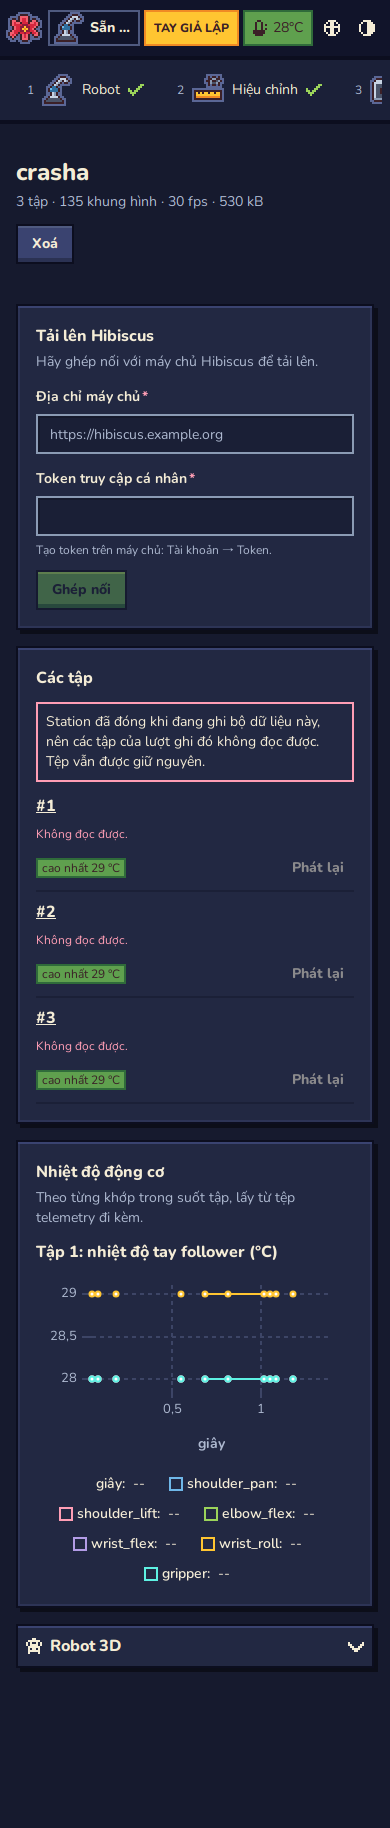 Sẵn ...
TAY GIẢ LẬP
28°C
1 Robot
2 Hiệu chỉnh
3
crasha
3 tập · 135 khung hình · 30 fps · 530 kB
Xoá
Tải lên Hibiscus
Hãy ghép nối với máy chủ Hibiscus để tải lên.
Địa chỉ máy chủ*
https://hibiscus.example.org
Token truy cập cá nhân*
Tạo token trên máy chủ: Tài khoản → Token.
Ghép nối
Các tập
Station đã đóng khi đang ghi bộ dữ liệu này,
nên các tập của lượt ghi đó không đọc được.
Tệp vẫn được giữ nguyên.
#1
Không đọc được.
cao nhất 29 °C
Phát lại
#2
Không đọc được.
cao nhất 29 °C
Phát lại
#3
Không đọc được.
cao nhất 29 °C
Phát lại
Nhiệt độ động cơ
Theo từng khớp trong suốt tập, lấy từ tệp
telemetry đi kèm.
Tập 1: nhiệt độ tay follower (°C)
29
28,5
28
0,5
1
giây
giây: --
shoulder_pan: --
shoulder_lift: --
elbow_flex: --
wrist_flex: --
wrist_roll: --
gripper: --
Robot 3D